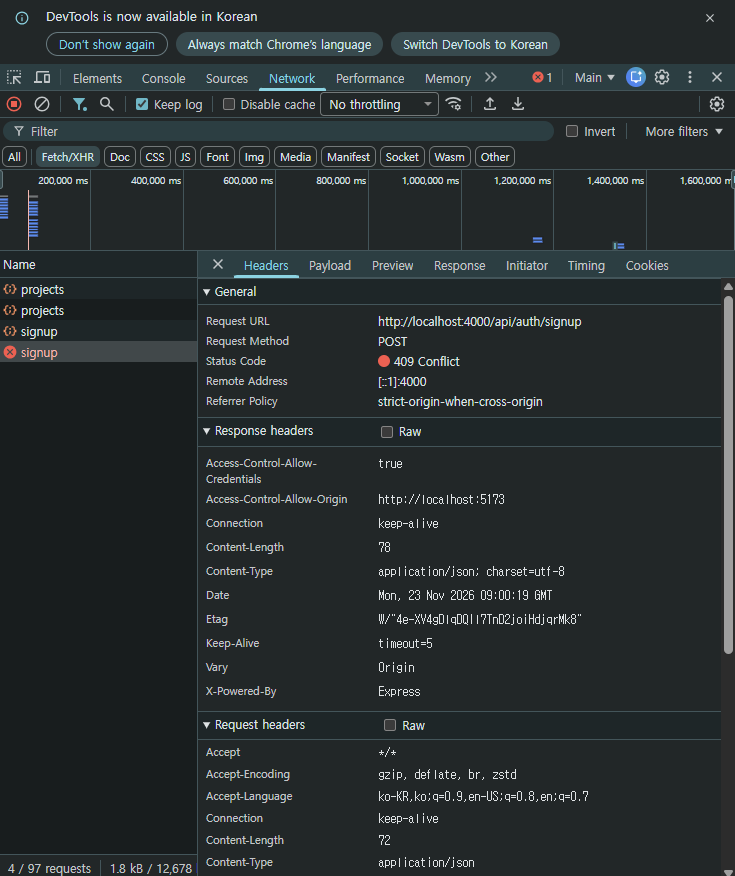 DevTools is now available in Korean
Don't show again
Always match Chrome's language
Switch DevTools to Korean
Elements Console Sources Network Performance Memory 1 Main
Keep log Disable cache No throttling
Filter Invert More filters
All Fetch/XHR Doc CSS JS Font Img Media Manifest Socket Wasm Other
200,000 ms 400,000 ms 600,000 ms 800,000 ms 1,000,000 ms 1,200,000 ms 1,400,000 ms 1,600,000 m
Name
projects
projects
signup
signup
4 / 97 requests 1.8 kB / 12,678
Headers Payload Preview Response Initiator Timing Cookies
General
Request URL http://localhost:4000/api/auth/signup
Request Method POST
Status Code 409 Conflict
Remote Address [::1]:4000
Referrer Policy strict-origin-when-cross-origin
Response headers Raw
Access-Control-Allow-
Credentials true
Access-Control-Allow-Origin http://localhost:5173
Connection keep-alive
Content-Length 78
Content-Type application/json; charset=utf-8
Date Mon, 23 Nov 2026 09:00:19 GMT
Etag
Keep-Alive timeout=5
Vary Origin
X-Powered-By Express
Request headers Raw
Accept */*
Accept-Encoding gzip, deflate, br, zstd
Accept-Language ko-KR,ko;q=0.9,en-US;q=0.8,en;q=0.7
Connection keep-alive
Content-Length 72
Content-Type application/json